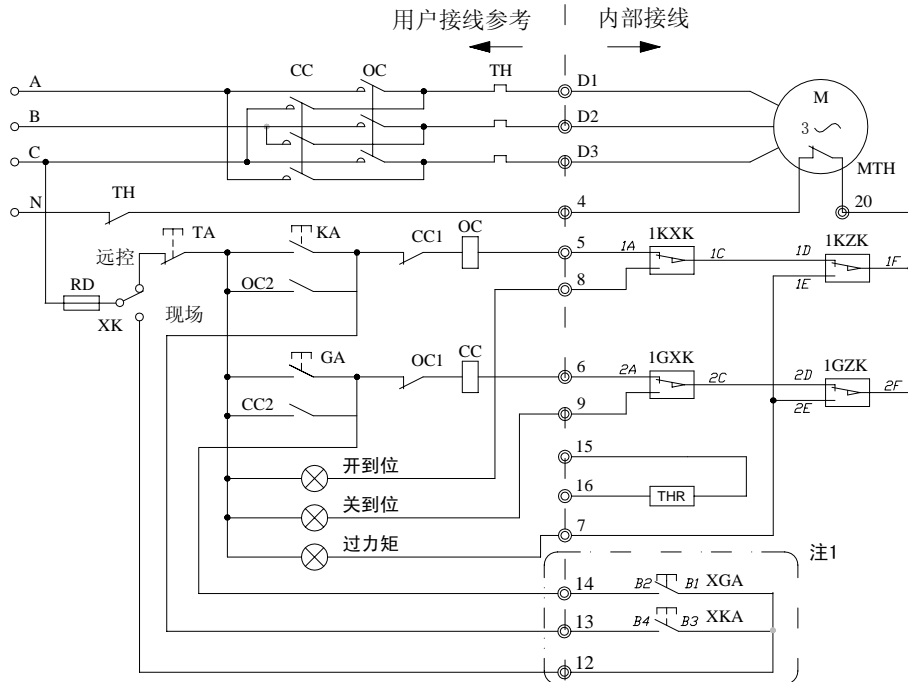 用户接线参考 内部接线
A CC OC TH D1 M
B D2 3
C D3 MTH
N TH 4 20
远控 TA KA CC1 OC 5 1A 1KXK 1C 1D 1KZK 1F
RD OC2 8 1E
XK 现场
GA OC1 CC 6 2A 1GXK 2C 2D 1GZK 2F
CC2 9 2E
15
开到位 16 THR
关到位
过力矩 7
注1
14 B2 B1 XGA
13 B4 B3 XKA
12